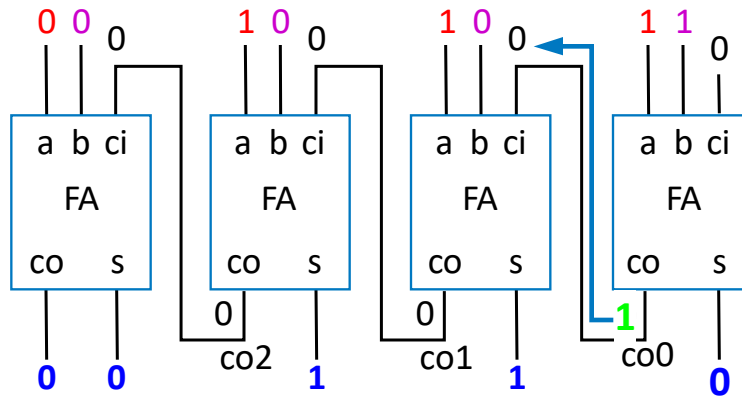 0 0 0 1 0 0 1 0 0 1 1 0
a b ci a b ci a b ci a b ci
FA FA FA FA
co s co s co s co s
0 0 1
co2 co1 co0
0 0 1 1 0